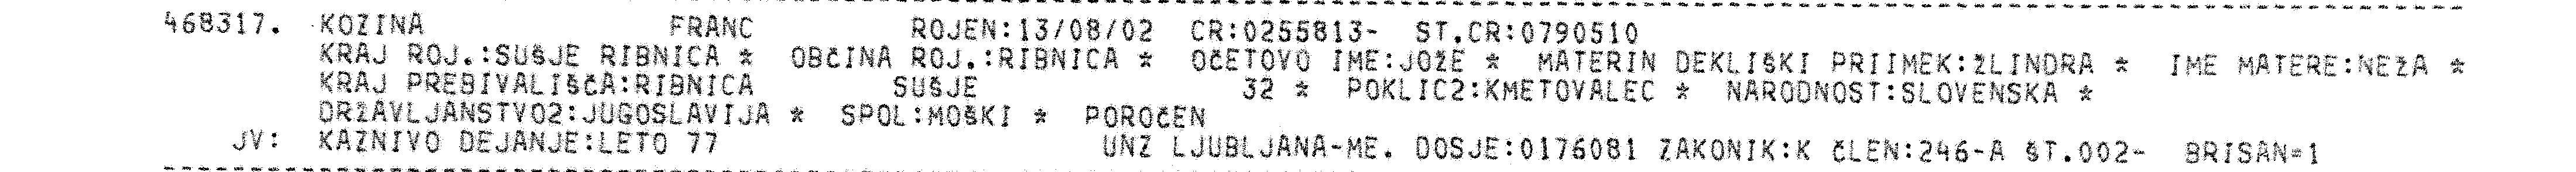 468317. KOZINA FRANC ROJEN:13/08/02 CR:0255813- ST.CR:0790510
KRAJ ROJ.:SUŠJE RIBNICA * OBČINA ROJ.:RIBNICA * OČETOVO IME:JOŽE * MATERIN DEKLIŠKI PRIIMEK:ŽLINDRA * IME MATERE:NEŽA *
KRAJ PREBIVALIŠČA:RIBNICA SUŠJE 32 * POKLIC2:KMETOVALEC * NARODNOST:SLOVENSKA *
DRŽAVLJANSTVO2:JUGOSLAVIJA * SPOL:MOŠKI * POROČEN
JV: KAZNIVO DEJANJE:LETO 77 UNZ LJUBLJANA-ME. DOSJE:0176081 ZAKONIK:K ČLEN:246-A ŠT.002- BRISAN=1